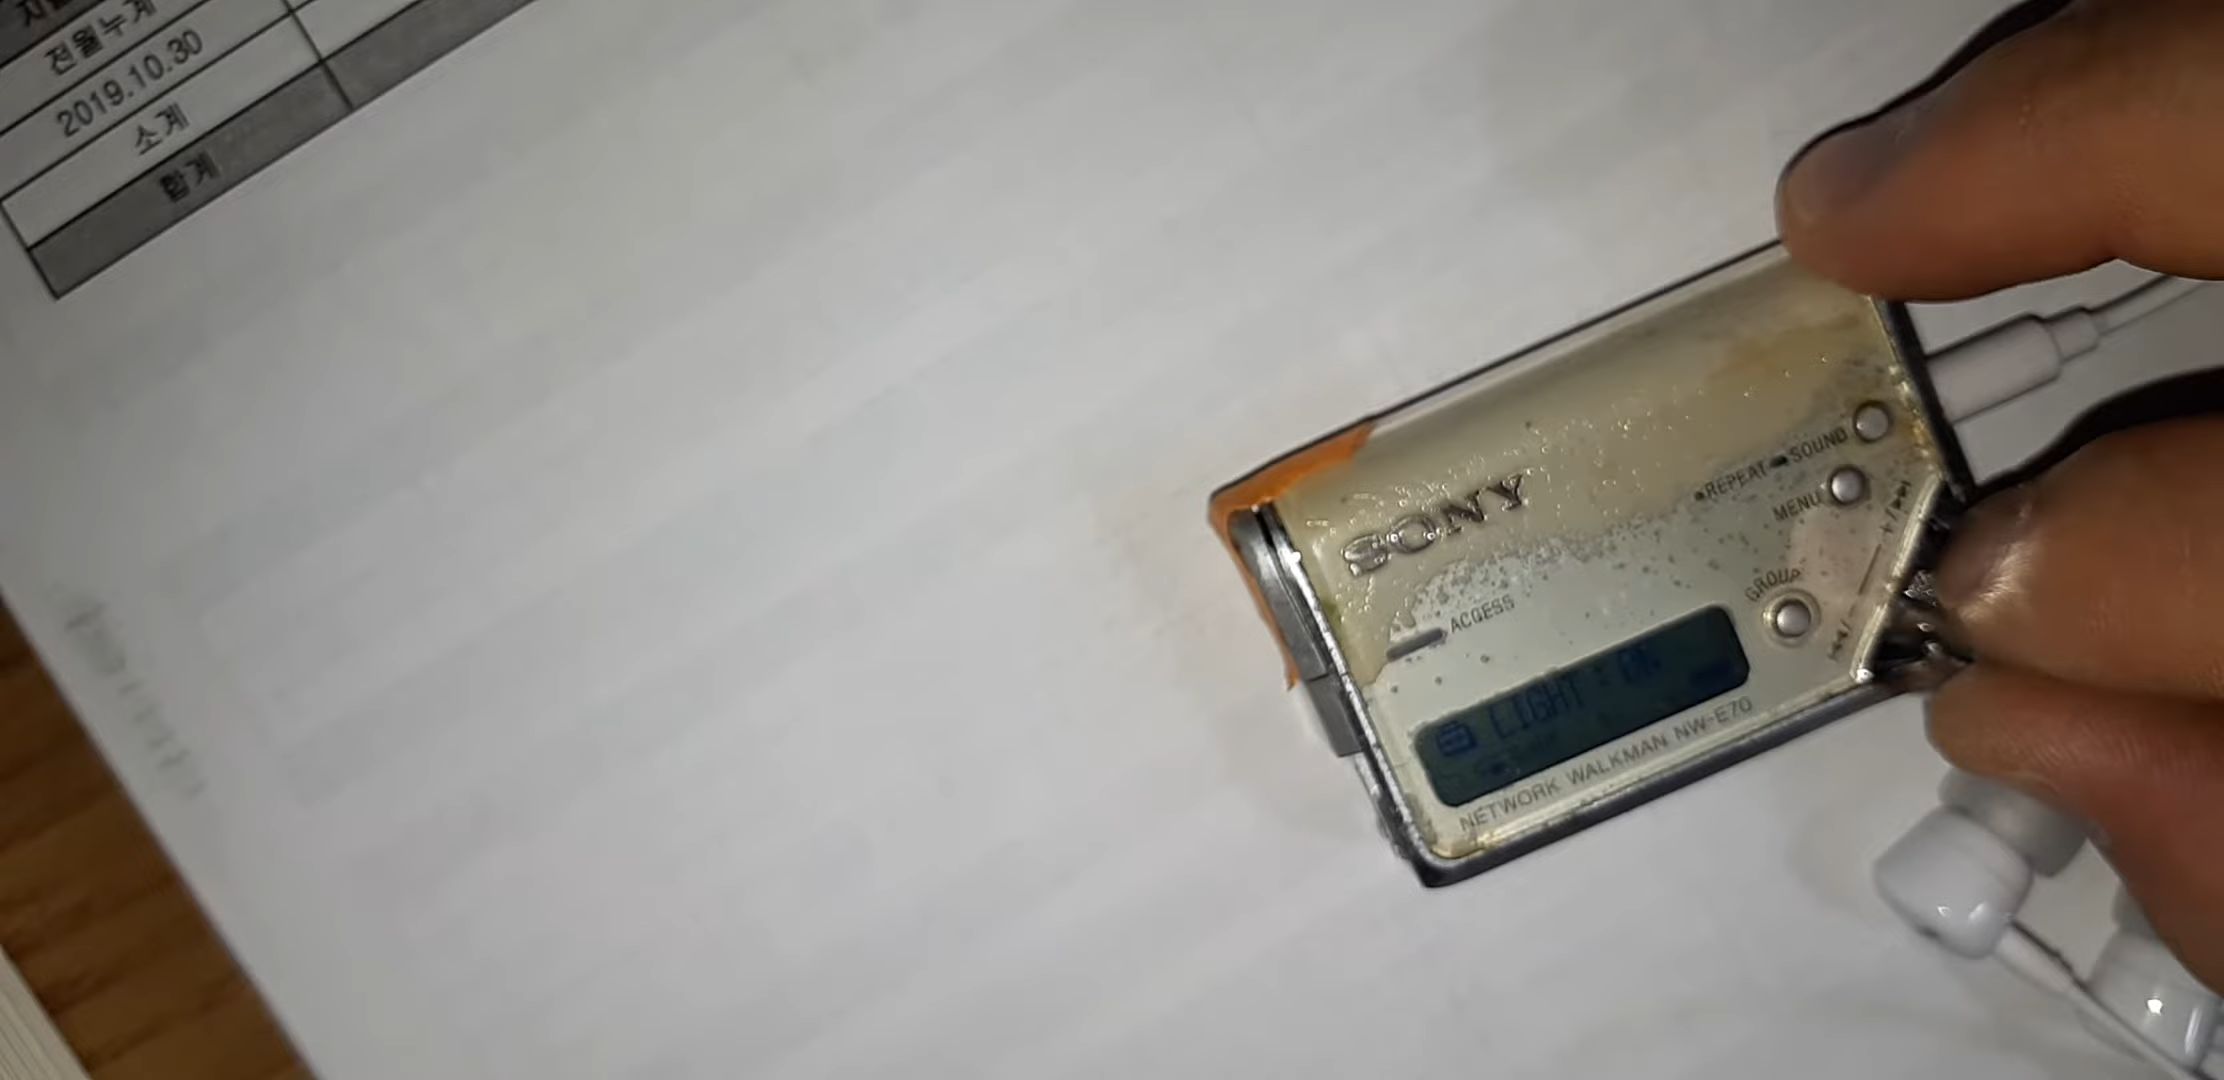 전월누계
2019.10.30
소계
합계
SONY
REPEAT SOUND
MENU
GROUP
ACCESS
LIGHT : ON
NETWORK WALKMAN NW-E70